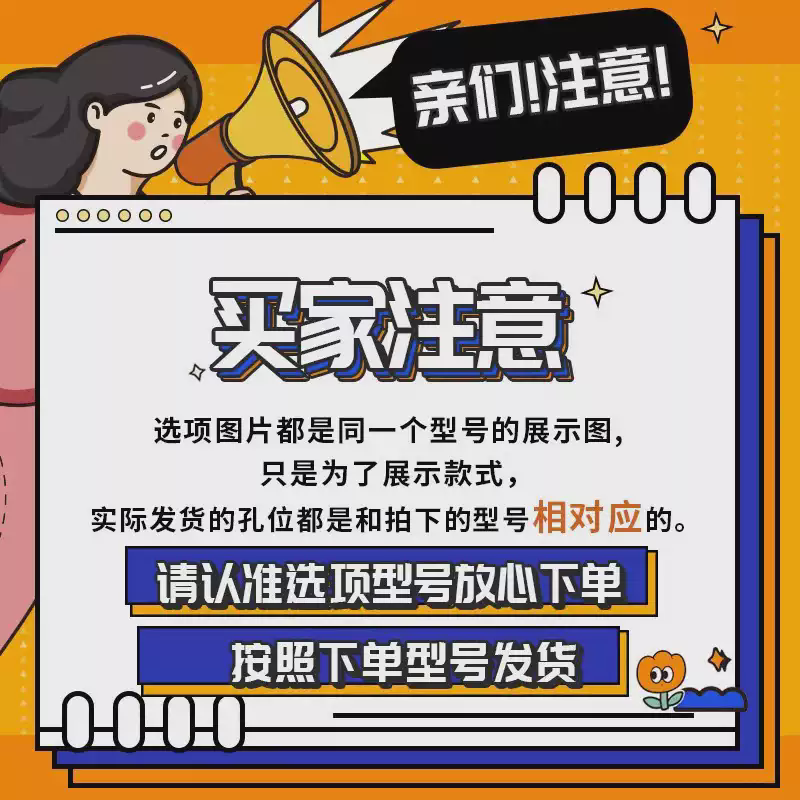 亲们!注意!
买家注意
选项图片都是同一个型号的展示图,
只是为了展示款式，
实际发货的孔位都是和拍下的型号相对应的。
请认准选项型号放心下单
按照下单型号发货